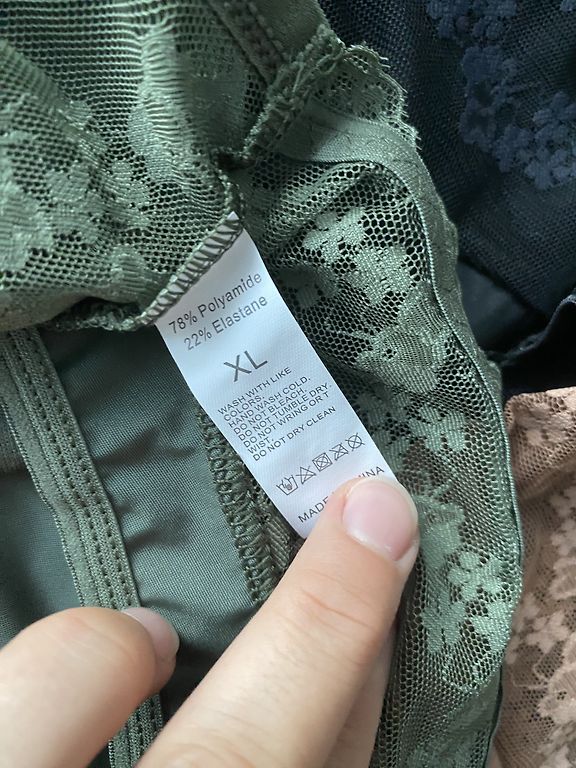 78% Polyamide
22% Elastane
XL
WASH WITH LIKE
COLORS.
HAND WASH COLD.
DO NOT BLEACH.
DO NOT TUMBLE DRY.
DO NOT WRING OR T
WIST.
DO NOT DRY CLEAN
MADE